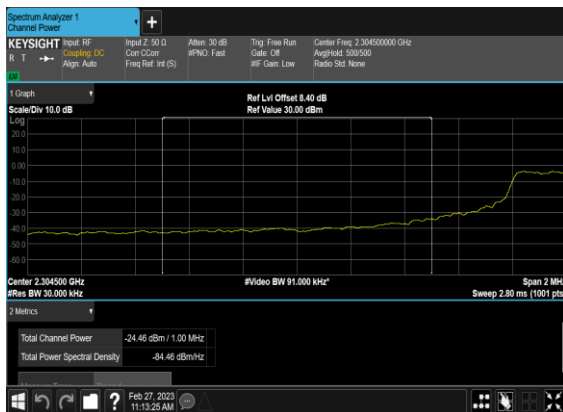 Spectrum Analyzer 1
Channel Power
+
KEYSIGHT
R T
LXI
Input: RF
Coupling: DC
Align: Auto
Input Z: 50 Ω
Corr CCorr
Freq Ref: Int (S)
Atten: 30 dB
#PNO: Fast
Trig: Free Run
Gate: Off
#IF Gain: Low
Center Freq: 2.304500000 GHz
Avg|Hold: 500/500
Radio Std: None
1 Graph
Scale/Div 10.0 dB
Ref Lvl Offset 8.40 dB
Ref Value 30.00 dBm
Log
20.0
10.0
0.00
-10.0
-20.0
-30.0
-40.0
-50.0
-60.0
Center 2.304500 GHz
#Res BW 30.000 kHz
#Video BW 91.000 kHz*
Span 2 MH
Sweep 2.80 ms (1001 pts
2 Metrics
Total Channel Power -24.46 dBm / 1.00 MHz
Total Power Spectral Density -84.46 dBm/Hz
?
Feb 27, 2023
11:13:25 AM